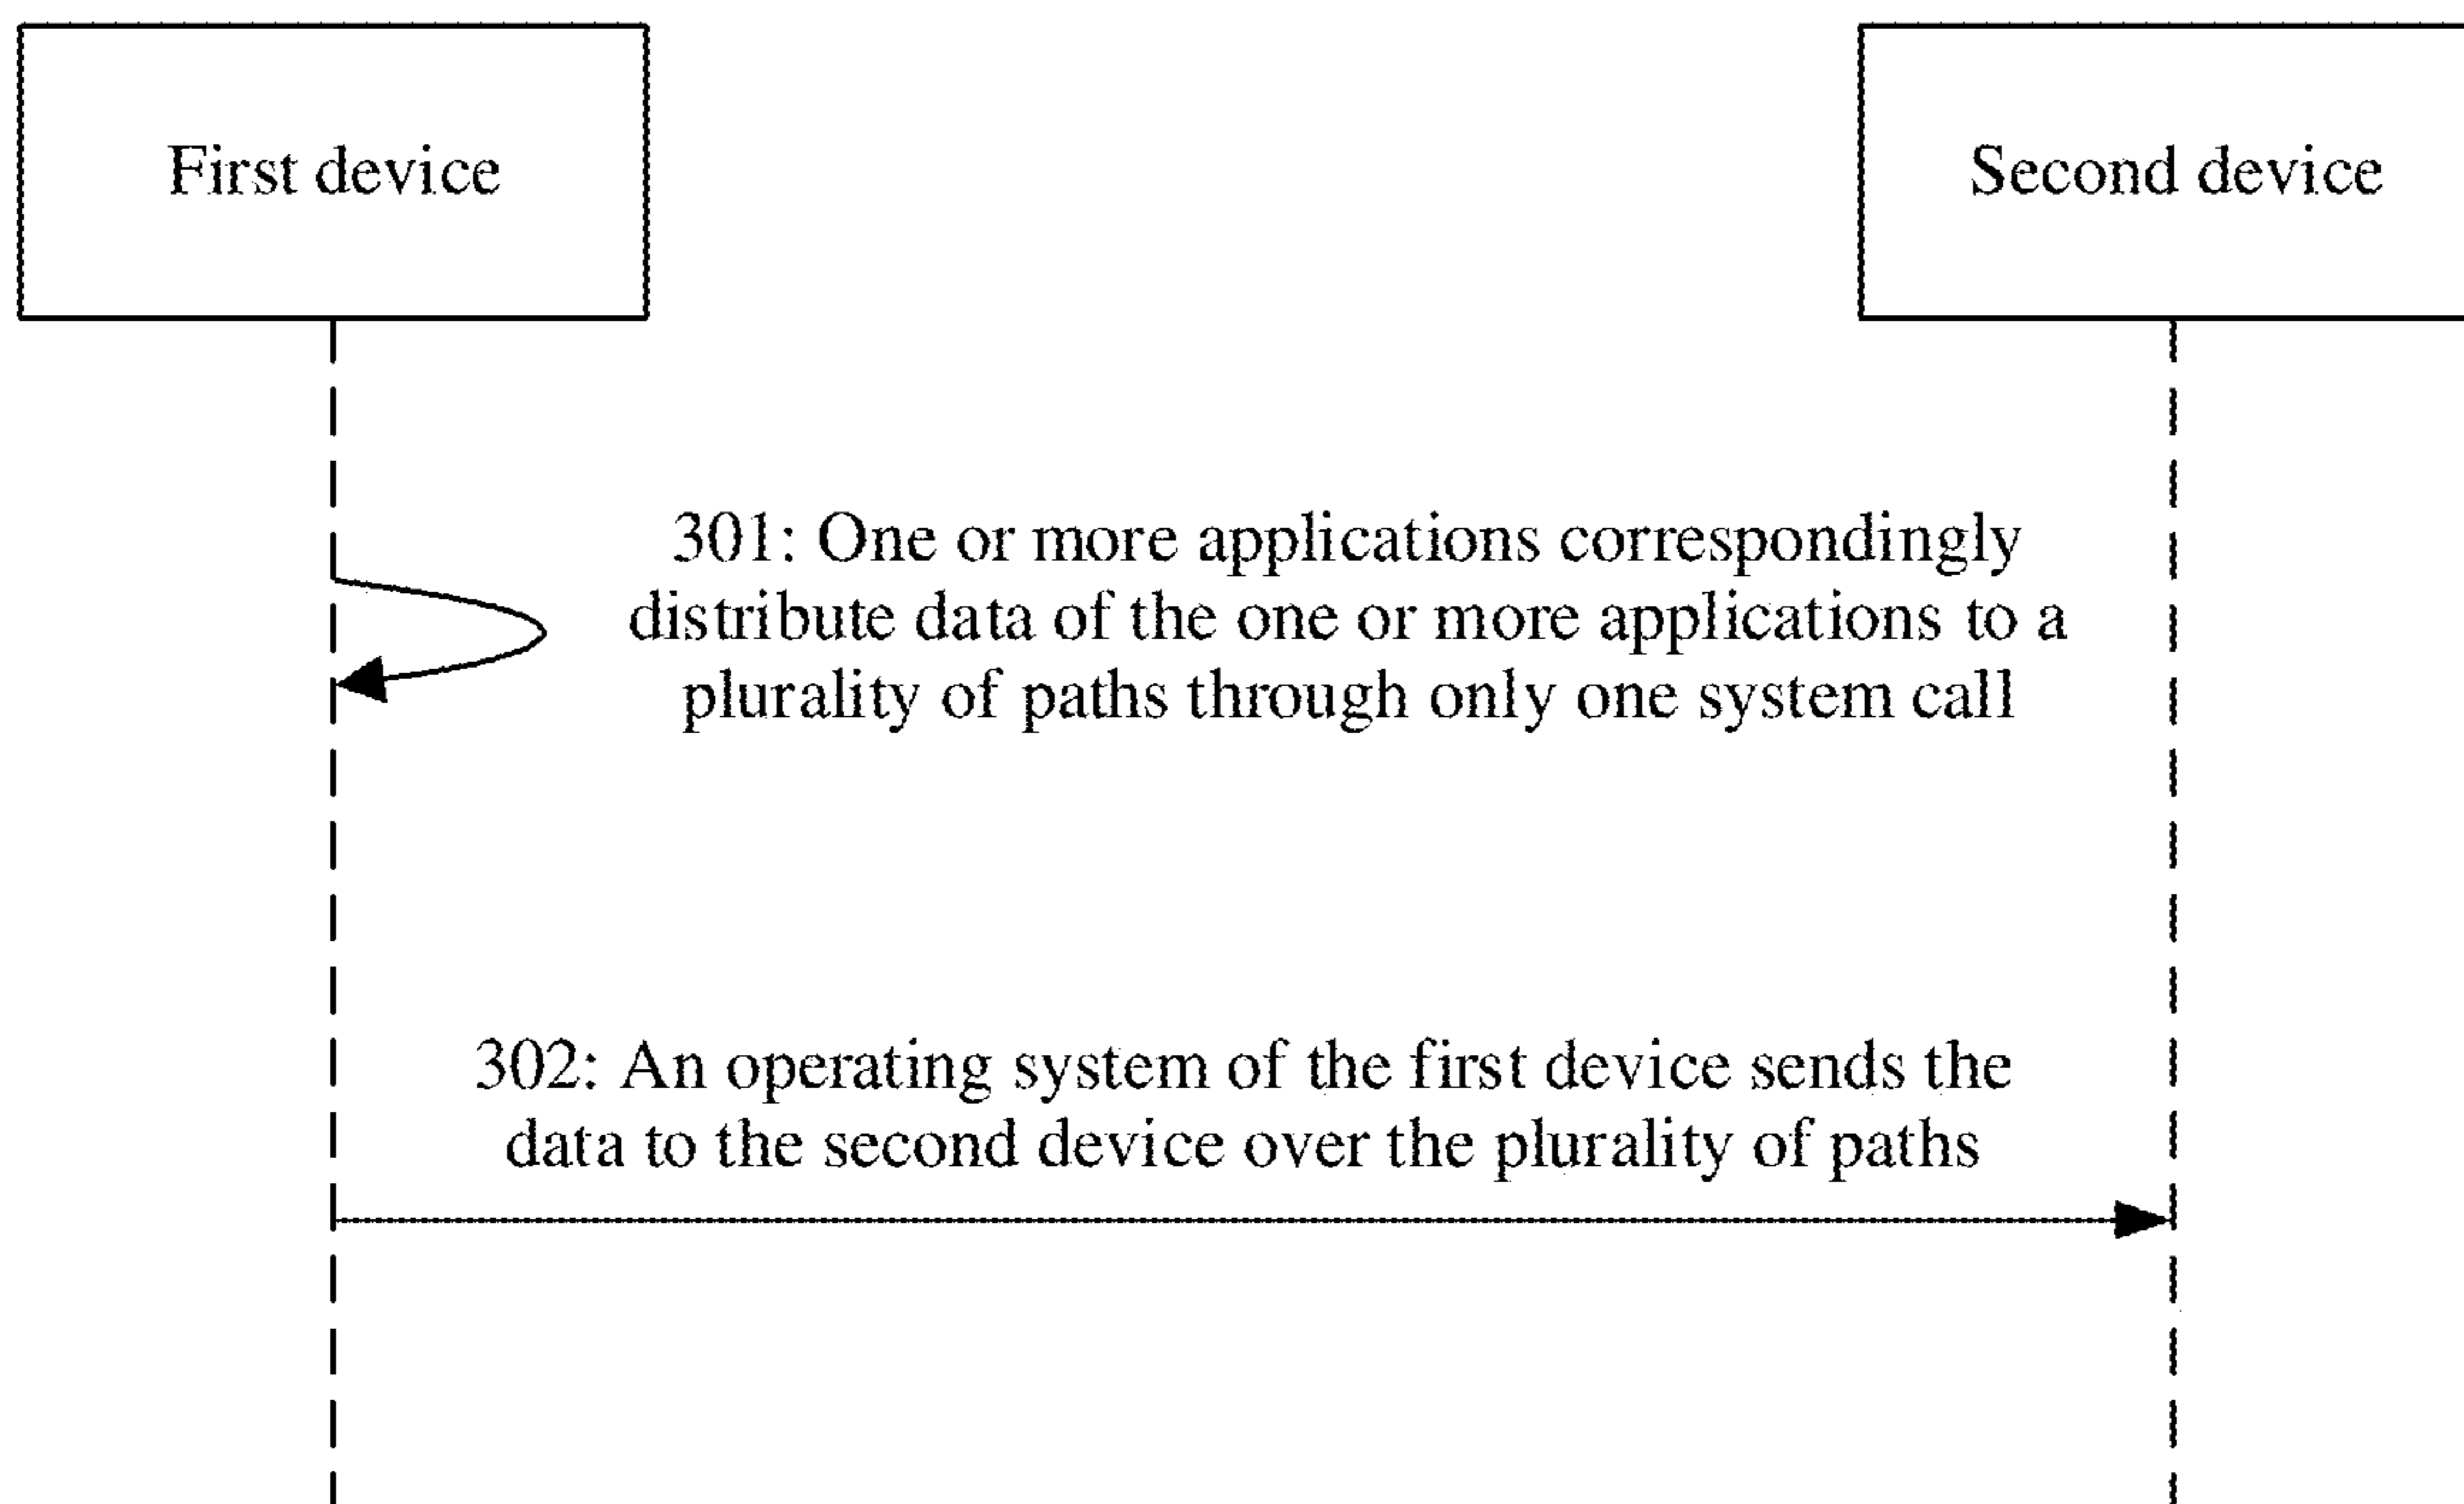 First device
Second device
301: One or more applications correspondingly
distribute data of the one or more applications to a
plurality of paths through only one system call
302: An operating system of the first device sends the
data to the second device over the plurality of paths